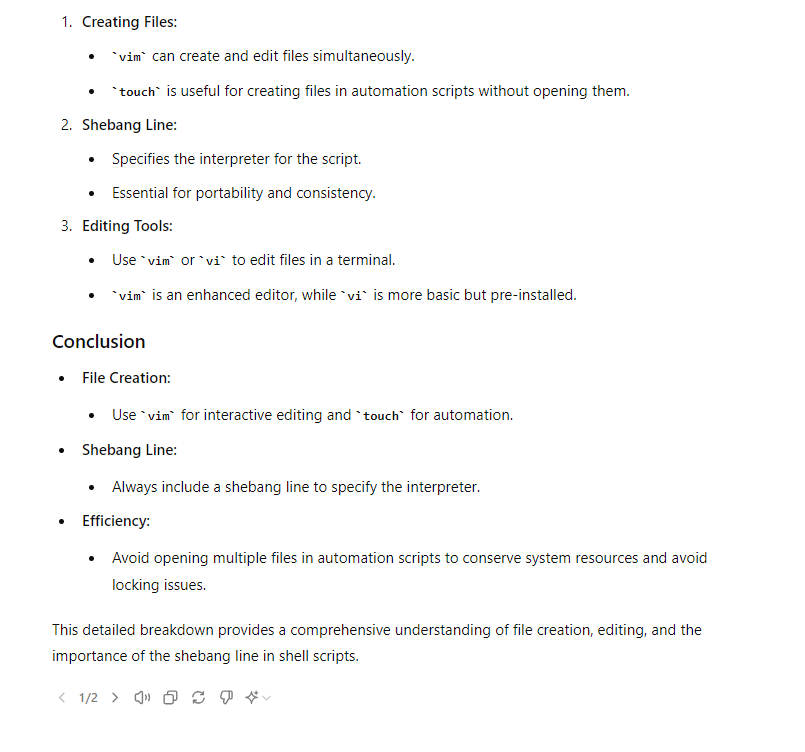 1. Creating Files:
• `vim` can create and edit files simultaneously.
• `touch` is useful for creating files in automation scripts without opening them.
2. Shebang Line:
• Specifies the interpreter for the script.
• Essential for portability and consistency.
3. Editing Tools:
• Use `vim` or `vi` to edit files in a terminal.
• `vim` is an enhanced editor, while `vi` is more basic but pre-installed.
Conclusion
• File Creation:
• Use `vim` for interactive editing and `touch` for automation.
• Shebang Line:
• Always include a shebang line to specify the interpreter.
• Efficiency:
• Avoid opening multiple files in automation scripts to conserve system resources and avoid
locking issues.
This detailed breakdown provides a comprehensive understanding of file creation, editing, and the
importance of the shebang line in shell scripts.
1/2